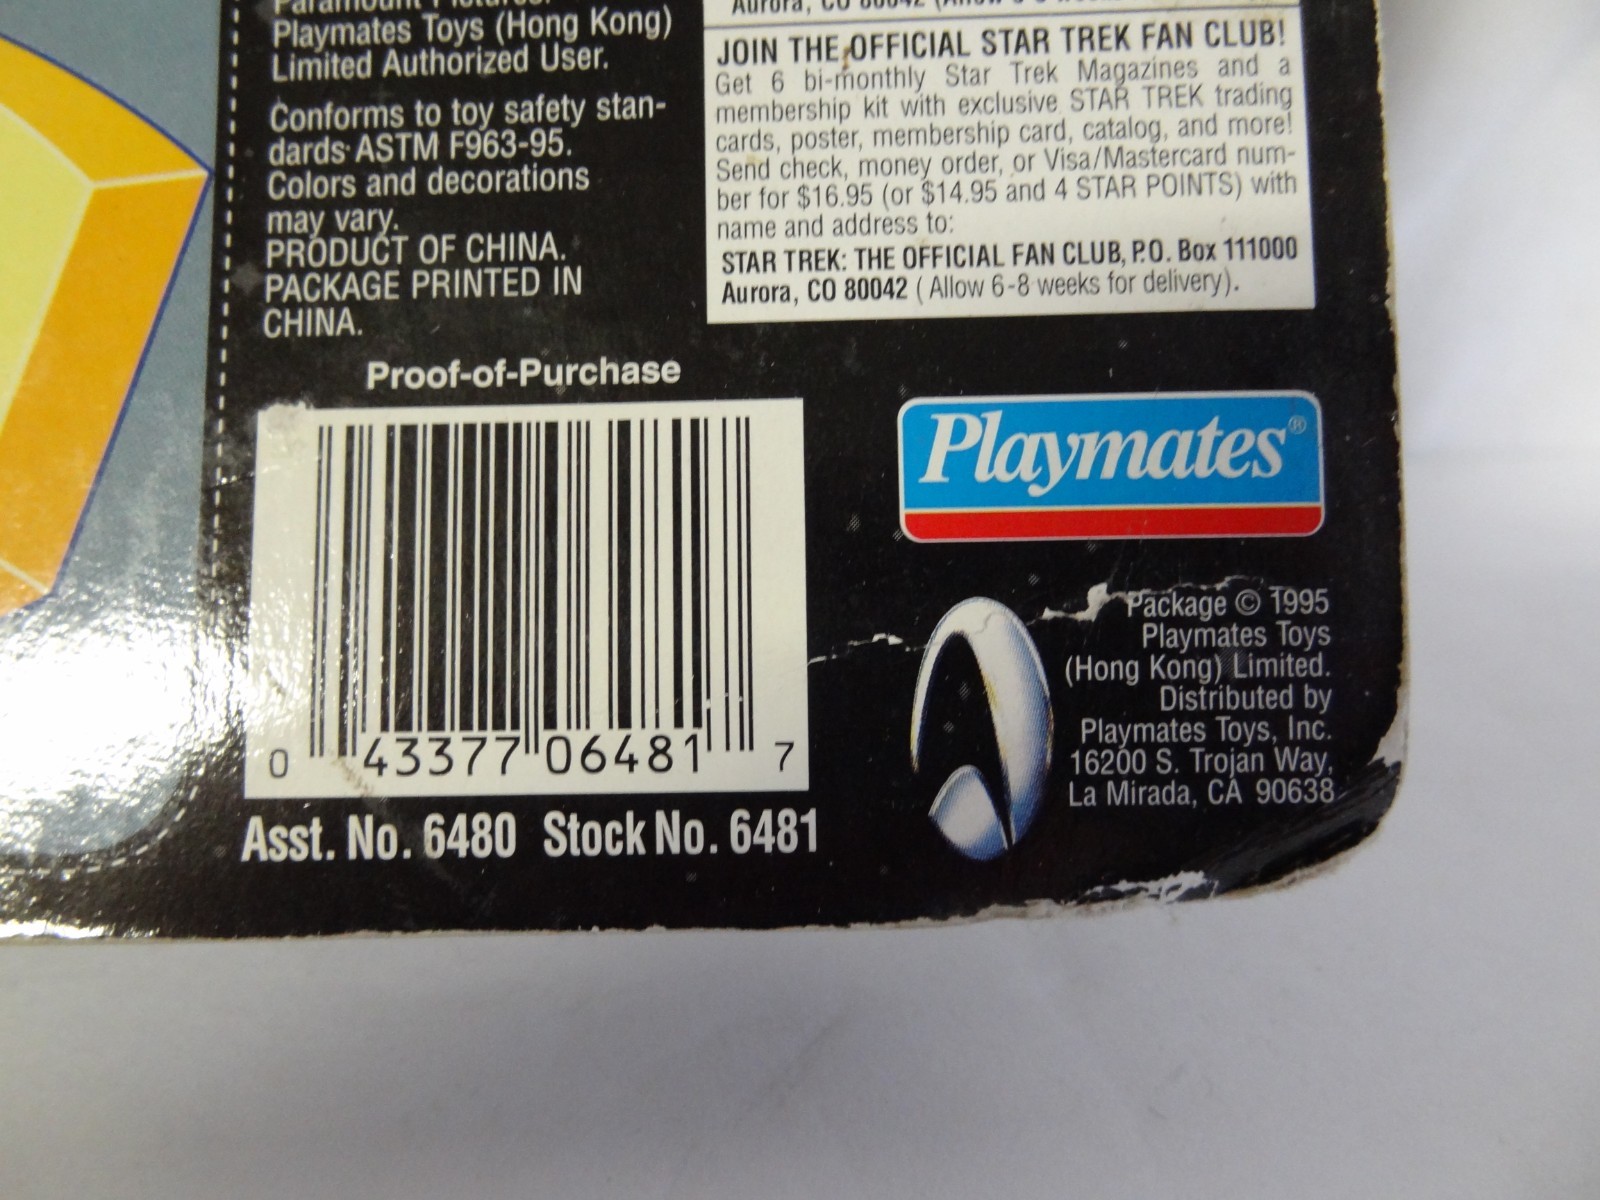 Paramount Pictures.
Playmates Toys (Hong Kong)
Limited Authorized User.
Conforms to toy safety stan-
dards ASTM F963-95.
Colors and decorations
may vary.
PRODUCT OF CHINA.
PACKAGE PRINTED IN
CHINA.
Aurora, CO 80042
JOIN THE OFFICIAL STAR TREK FAN CLUB!
Get 6 bi-monthly Star Trek Magazines and a
membership kit with exclusive STAR TREK trading
cards, poster, membership card, catalog, and more!
Send check, money order, or Visa/Mastercard num-
ber for $16.95 (or $14.95 and 4 STAR POINTS) with
name and address to:
STAR TREK: THE OFFICIAL FAN CLUB, P.O. Box 111000
Aurora, CO 80042 ( Allow 6-8 weeks for delivery).
Proof-of-Purchase
0 43377 06481 7
Asst. No. 6480 Stock No. 6481
Playmates®
Package © 1995
Playmates Toys
(Hong Kong) Limited.
Distributed by
Playmates Toys, Inc.
16200 S. Trojan Way,
La Mirada, CA 90638